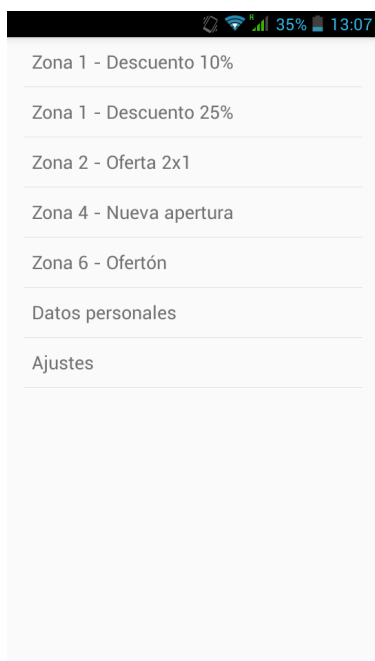 H 35% 13:07
Zona 1 - Descuento 10%
Zona 1 - Descuento 25%
Zona 2 - Oferta 2x1
Zona 4 - Nueva apertura
Zona 6 - Ofertón
Datos personales
Ajustes